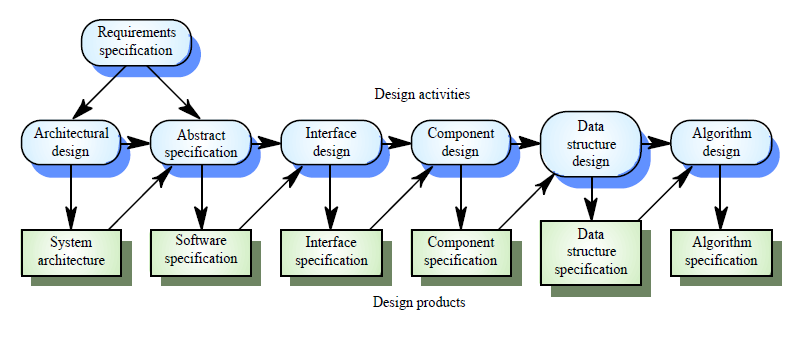 Requirements
specification
Design activities
Architectural
design
Abstract
specification
Interface
design
Component
design
Data
structure
design
Algorithm
design
System
architecture
Software
specification
Interface
specification
Component
specification
Data
structure
specification
Algorithm
specification
Design products